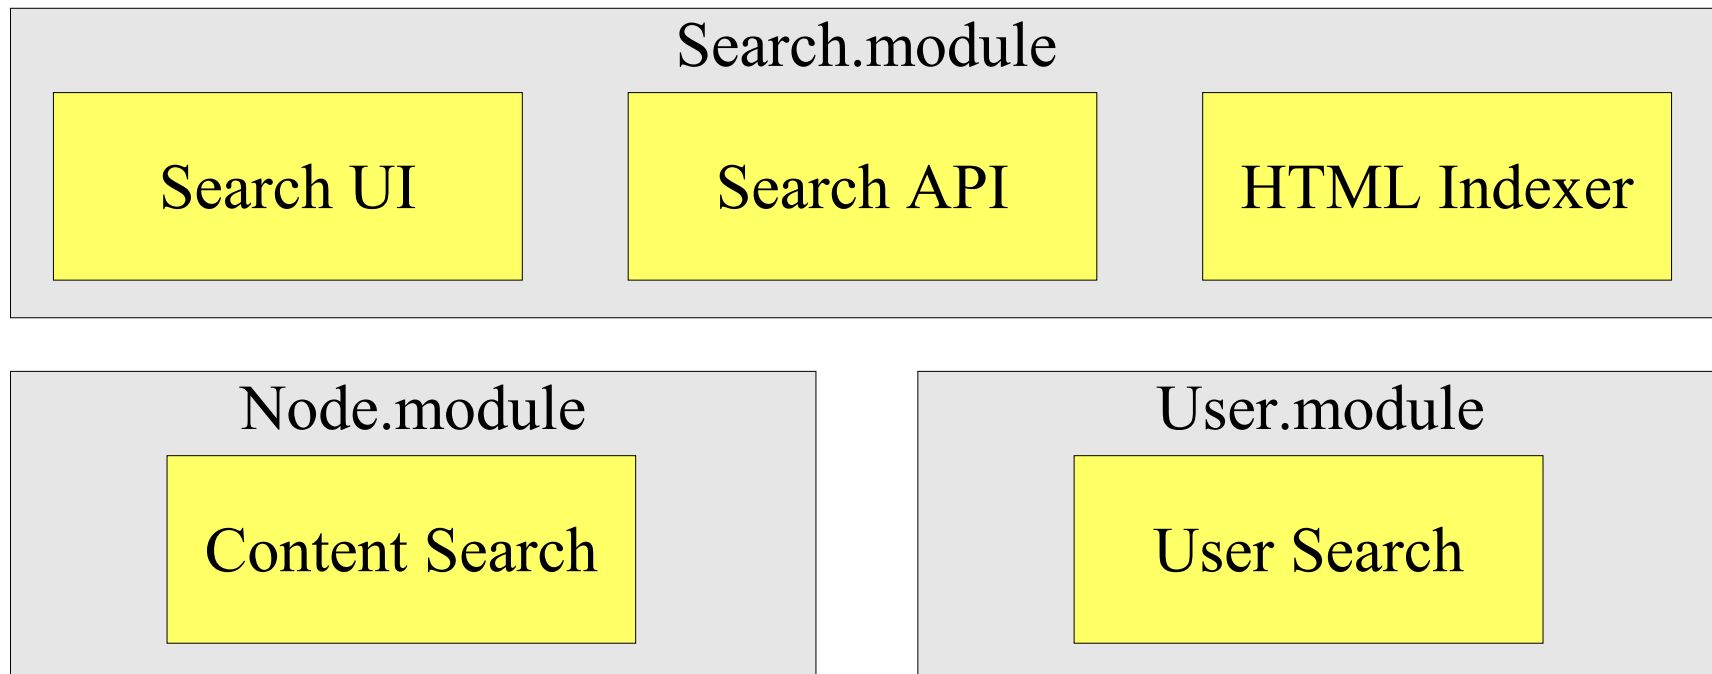 Search.module
Search UI
Search API
HTML Indexer
Node.module
User.module
Content Search
User Search